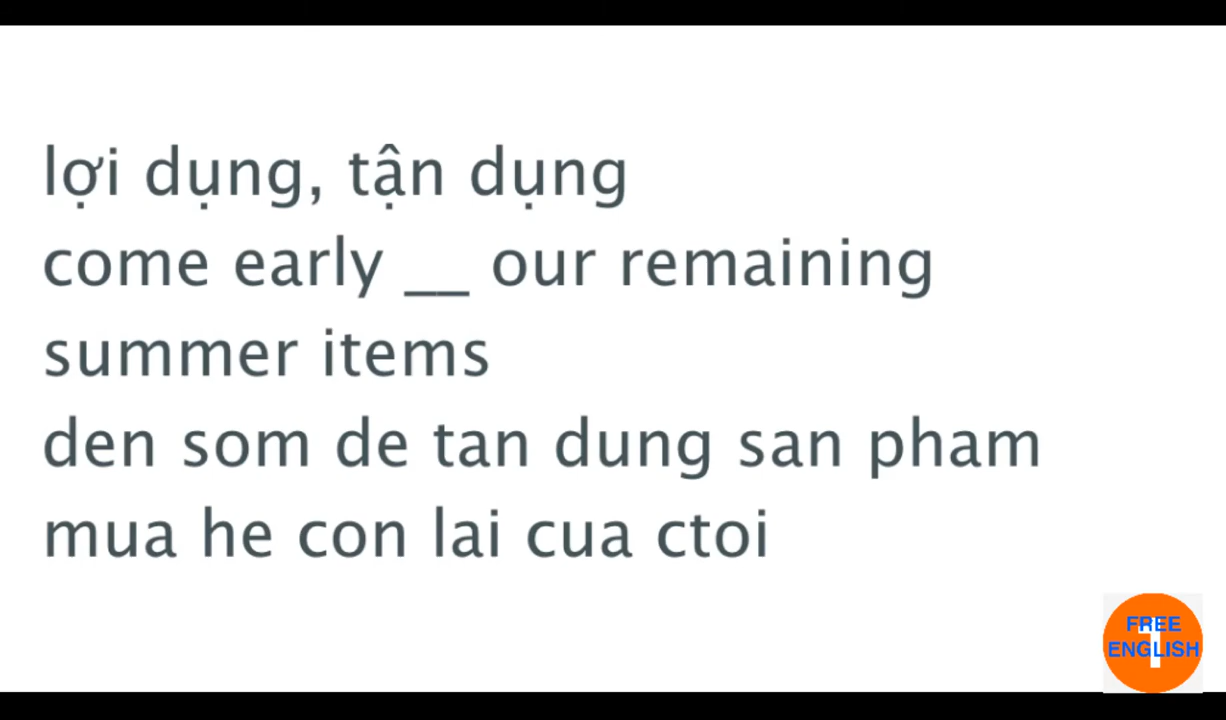 lợi dụng, tận dụng
come early __ our remaining
summer items
den som de tan dung san pham
mua he con lai cua ctoi
FREE
1
ENGLISH